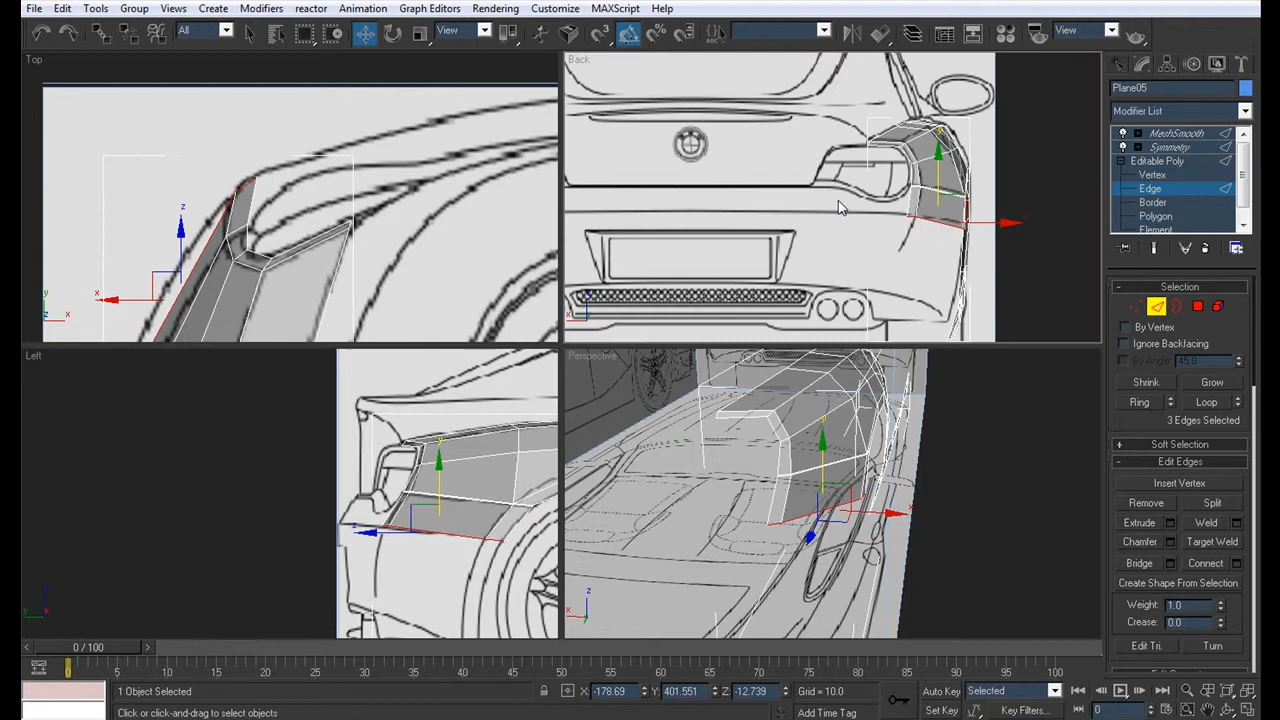 File Edit Tools Group Views Create Modifiers reactor Animation Graph Editors Rendering Customize MAXScript Help
All View View
Top Back
Plane05
Modifier List
MeshSmooth
Symmetry
Editable Poly
Vertex
Edge
Border
Polygon
Element
Selection
By Vertex
Ignore Backfacing
By Angle: 45.0
Shrink Grow
Ring Loop
3 Edges Selected
Soft Selection
Edit Edges
Insert Vertex
Remove Split
Extrude Weld
Chamfer Target Weld
Bridge Connect
Create Shape From Selection
Weight: 1.0
Crease: 0.0
Edit Tri. Turn
Left Perspective
0 / 100
0 5 10 15 20 25 30 35 40 45 50 55 60 65 70 75 80 85 90 95 100
1 Object Selected X: -178.69 Y: 401.551 Z: -12.739 Grid = 10.0 Auto Key Selected
Click or click-and-drag to select objects Add Time Tag Set Key Key Filters... 0